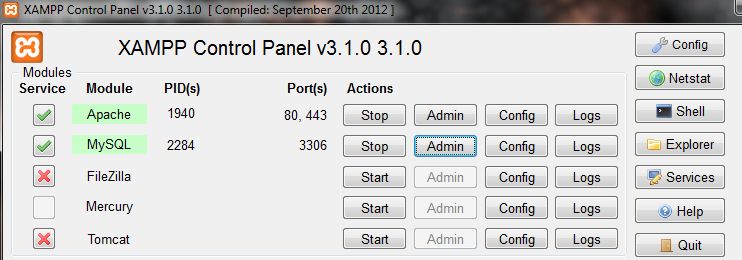 XAMPP Control Panel v3.1.0 3.1.0 [ Compiled: September 20th 2012 ]
XAMPP Control Panel v3.1.0 3.1.0 Config
Modules
Service Module PID(s) Port(s) Actions Netstat
Apache 1940 80, 443 Stop Admin Config Logs Shell
MySQL 2284 3306 Stop Admin Config Logs Explorer
FileZilla Start Admin Config Logs Services
Mercury Start Admin Config Logs Help
Tomcat Start Admin Config Logs Quit